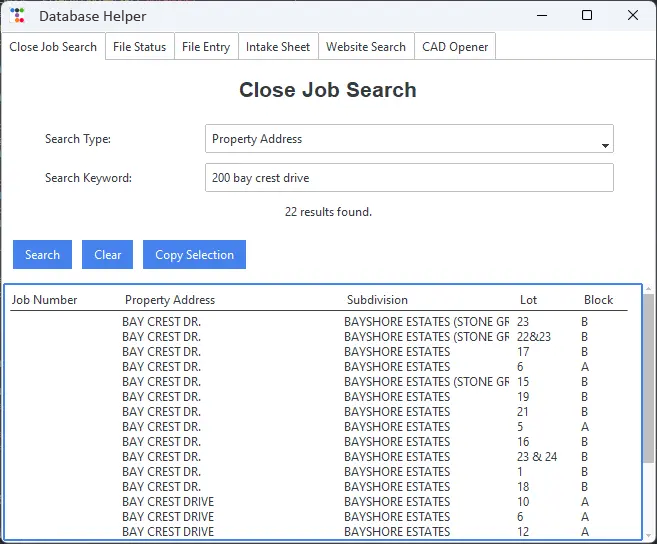 Database Helper
Close Job Search File Status File Entry Intake Sheet Website Search CAD Opener
Close Job Search
Search Type: Property Address
Search Keyword: 200 bay crest drive
22 results found.
Search Clear Copy Selection
Job Number Property Address Subdivision Lot Block
BAY CREST DR. BAYSHORE ESTATES (STONE GR 23 B
BAY CREST DR. BAYSHORE ESTATES (STONE GR 22&23 B
BAY CREST DR. BAYSHORE ESTATES 17 B
BAY CREST DR. BAYSHORE ESTATES 6 A
BAY CREST DR. BAYSHORE ESTATES (STONE GR 15 B
BAY CREST DR. BAYSHORE ESTATES 19 B
BAY CREST DR. BAYSHORE ESTATES 21 B
BAY CREST DR. BAYSHORE ESTATES 5 A
BAY CREST DR. BAYSHORE ESTATES 16 B
BAY CREST DR. BAYSHORE ESTATES 23 & 24 B
BAY CREST DR. BAYSHORE ESTATES 1 B
BAY CREST DR. BAYSHORE ESTATES 18 B
BAY CREST DRIVE BAYSHORE ESTATES 10 A
BAY CREST DRIVE BAYSHORE ESTATES 6 A
BAY CREST DRIVE BAYSHORE ESTATES 12 A